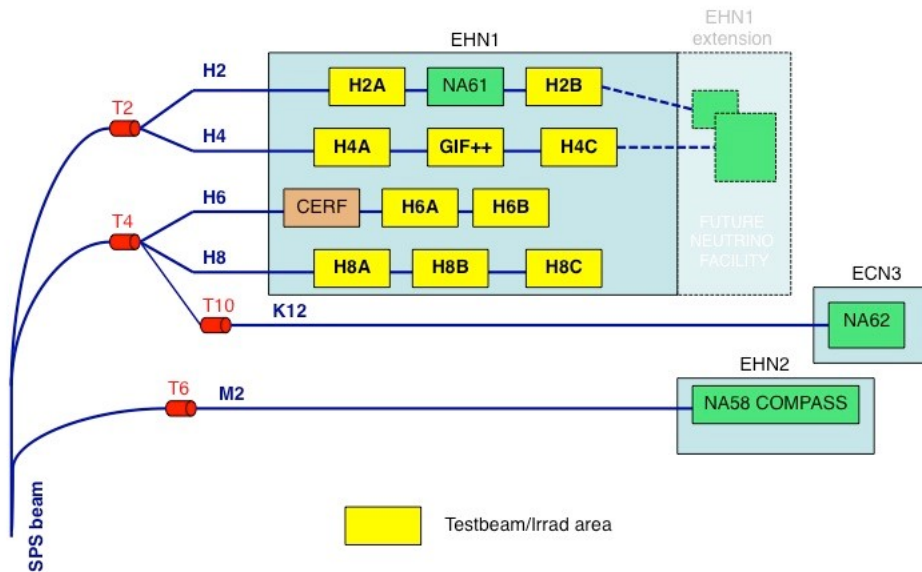 EHN1
EHN1
extension
H2
H2A
NA61
H2B
T2
H4
H4A
GIF++
H4C
H6
CERF
H6A
H6B
T4
H8
H8A
H8B
H8C
FUTURE
NEUTRINO
FACILITY
T10
K12
ECN3
NA62
EHN2
T6
M2
NA58 COMPASS
SPS beam
Testbeam/Irrad area